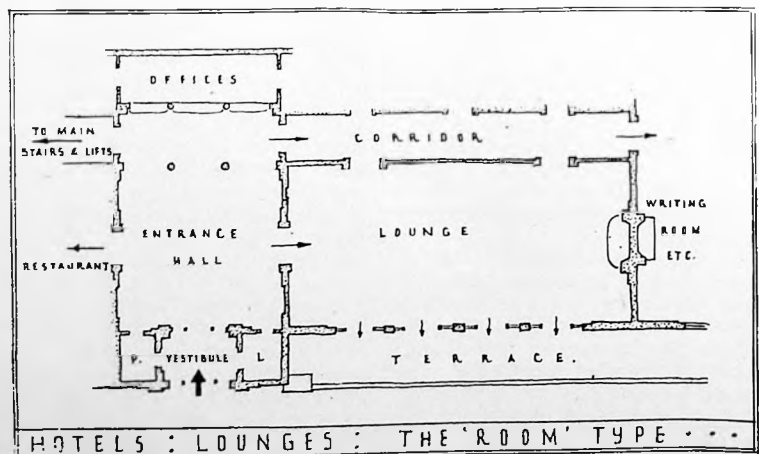 OFFICES
TO MAIN
STAIRS & LIFTS
CORRIDOR
ENTRANCE
HALL
LOUNGE
WRITING
ROOM
ETC.
RESTAURANT
P.
VESTIBULE
L
TERRACE.
HOTELS : LOUNGES : THE 'ROOM' TYPE · · ·